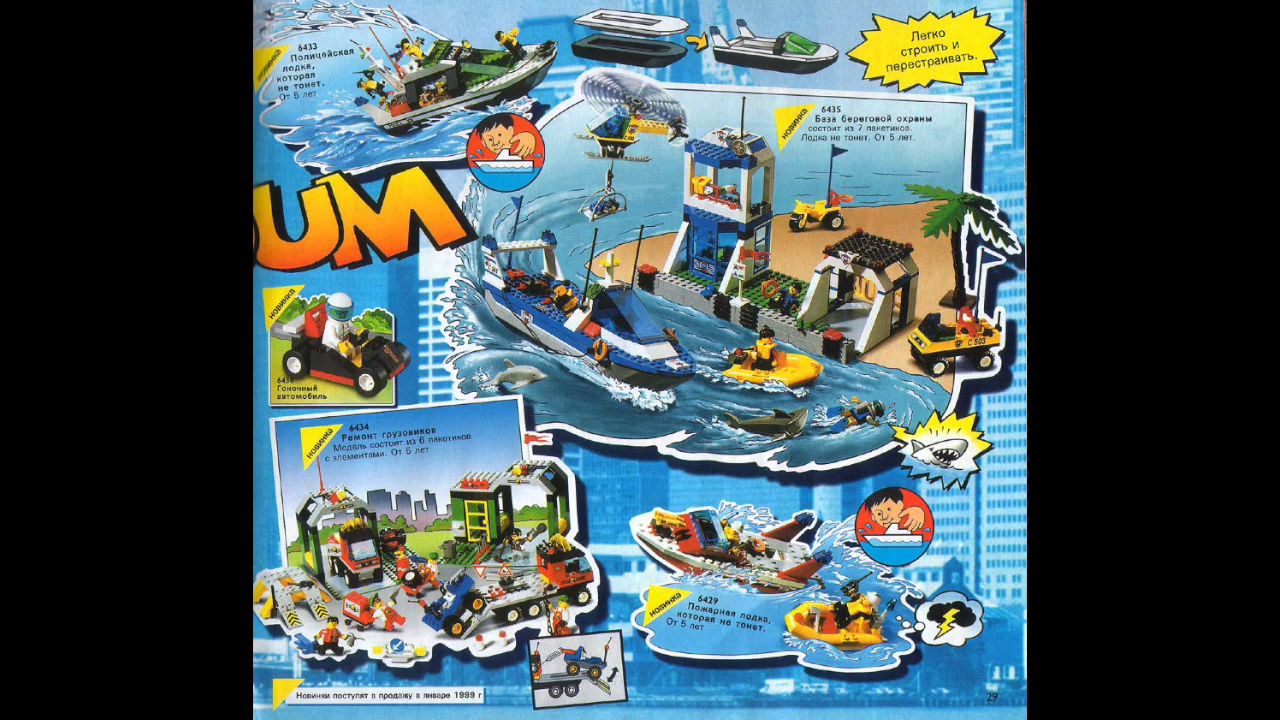 6433
Полицейская
лодка,
которая
не тонет.
От 5 лет
новинка
Легко
строить и
перестраивать.
новинка
6435
База береговой охраны
состоит из 7 пакетиков.
Лодка не тонет. От 5 лет.
UM
новинка
6436
Гоночный
автомобиль
C 503
новинка
6434
Ремонт грузовиков
Модель состоит из 6 пакетиков
с элементами. От 5 лет
новинка
6429
Пожарная лодка,
которая не тонет.
От 5 лет
Новинки поступят в продажу в январе 1999 г
29